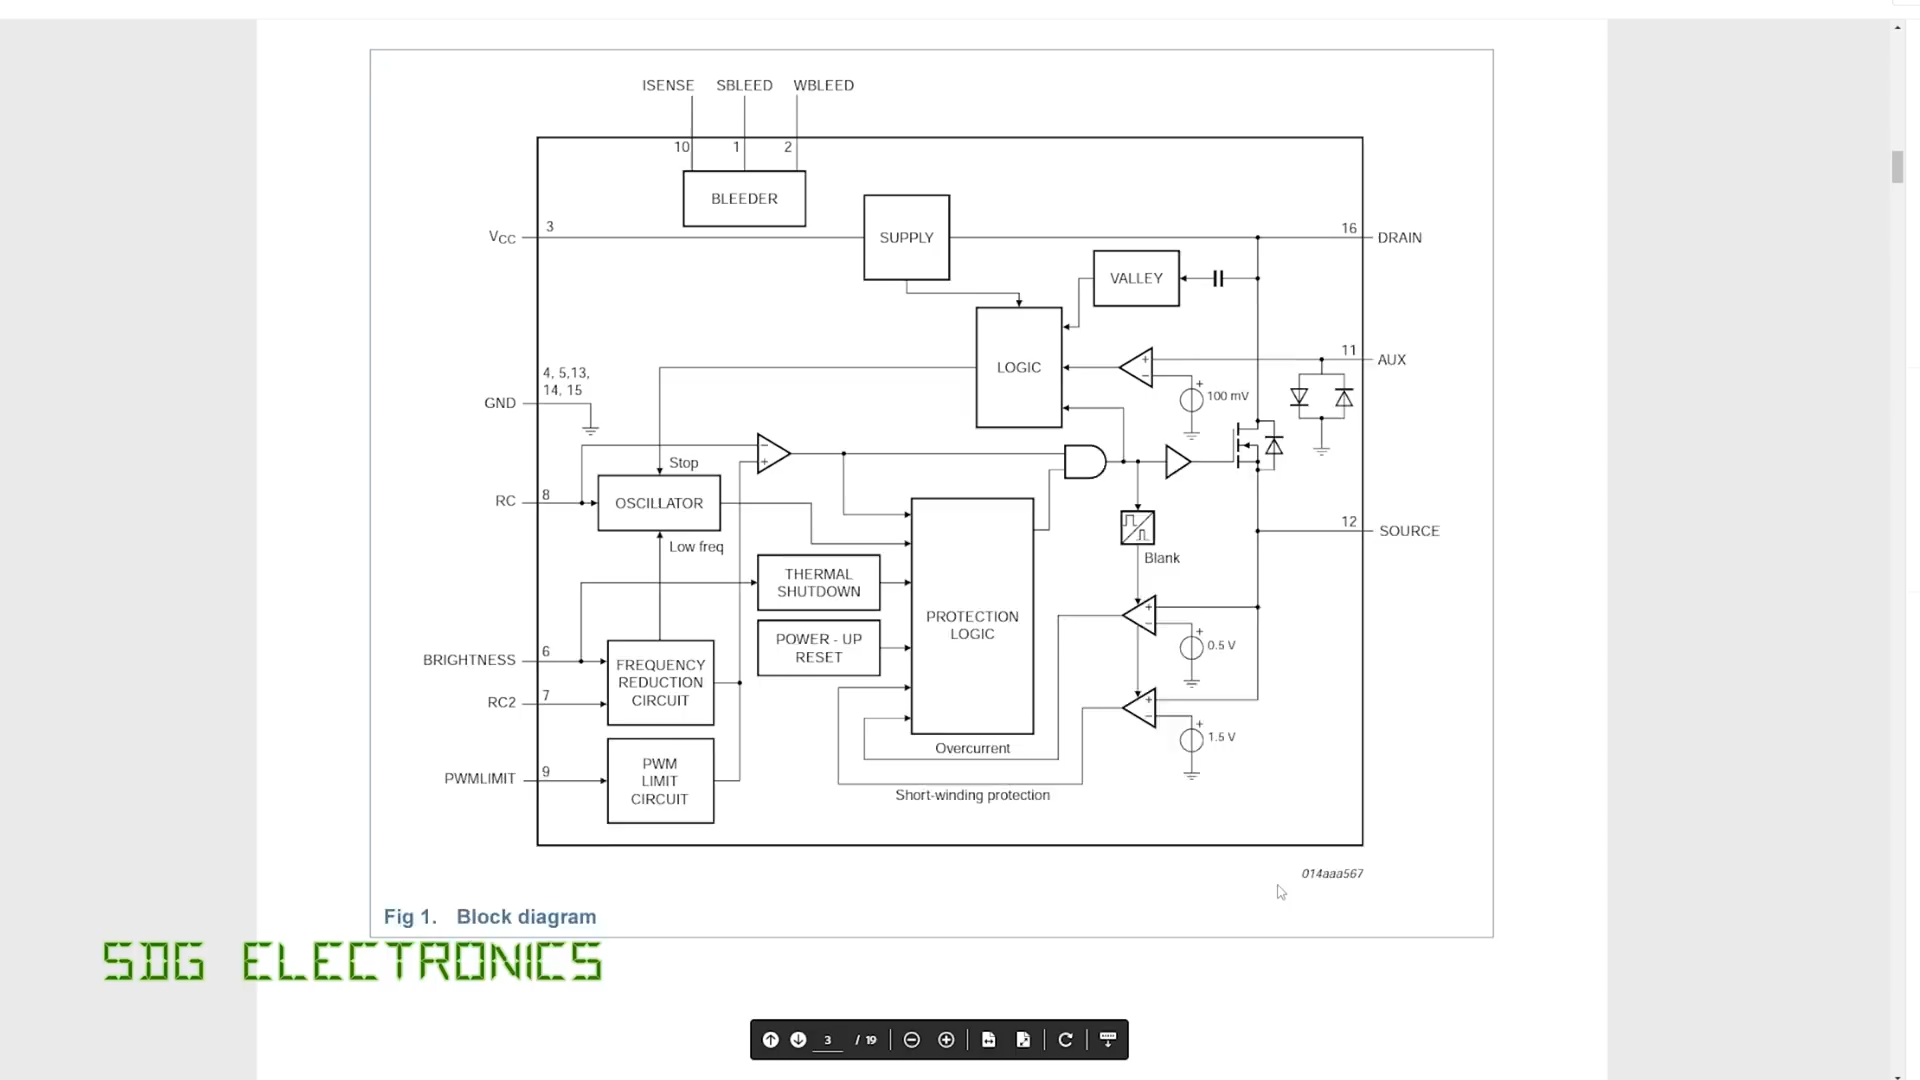 ISENSE SBLEED WBLEED
10 1 2
BLEEDER
VCC 3
SUPPLY
16 DRAIN
VALLEY
LOGIC
11 AUX
100 mV
4, 5,13,
14, 15
GND
Stop
RC 8
OSCILLATOR
Low freq
12 SOURCE
Blank
THERMAL
SHUTDOWN
PROTECTION
LOGIC
POWER - UP
RESET
0.5 V
BRIGHTNESS 6
RC2 7
FREQUENCY
REDUCTION
CIRCUIT
1.5 V
Overcurrent
PWMLIMIT 9
PWM
LIMIT
CIRCUIT
Short-winding protection
014aaa567
Fig 1. Block diagram
SDG ELECTRONICS
3 / 19